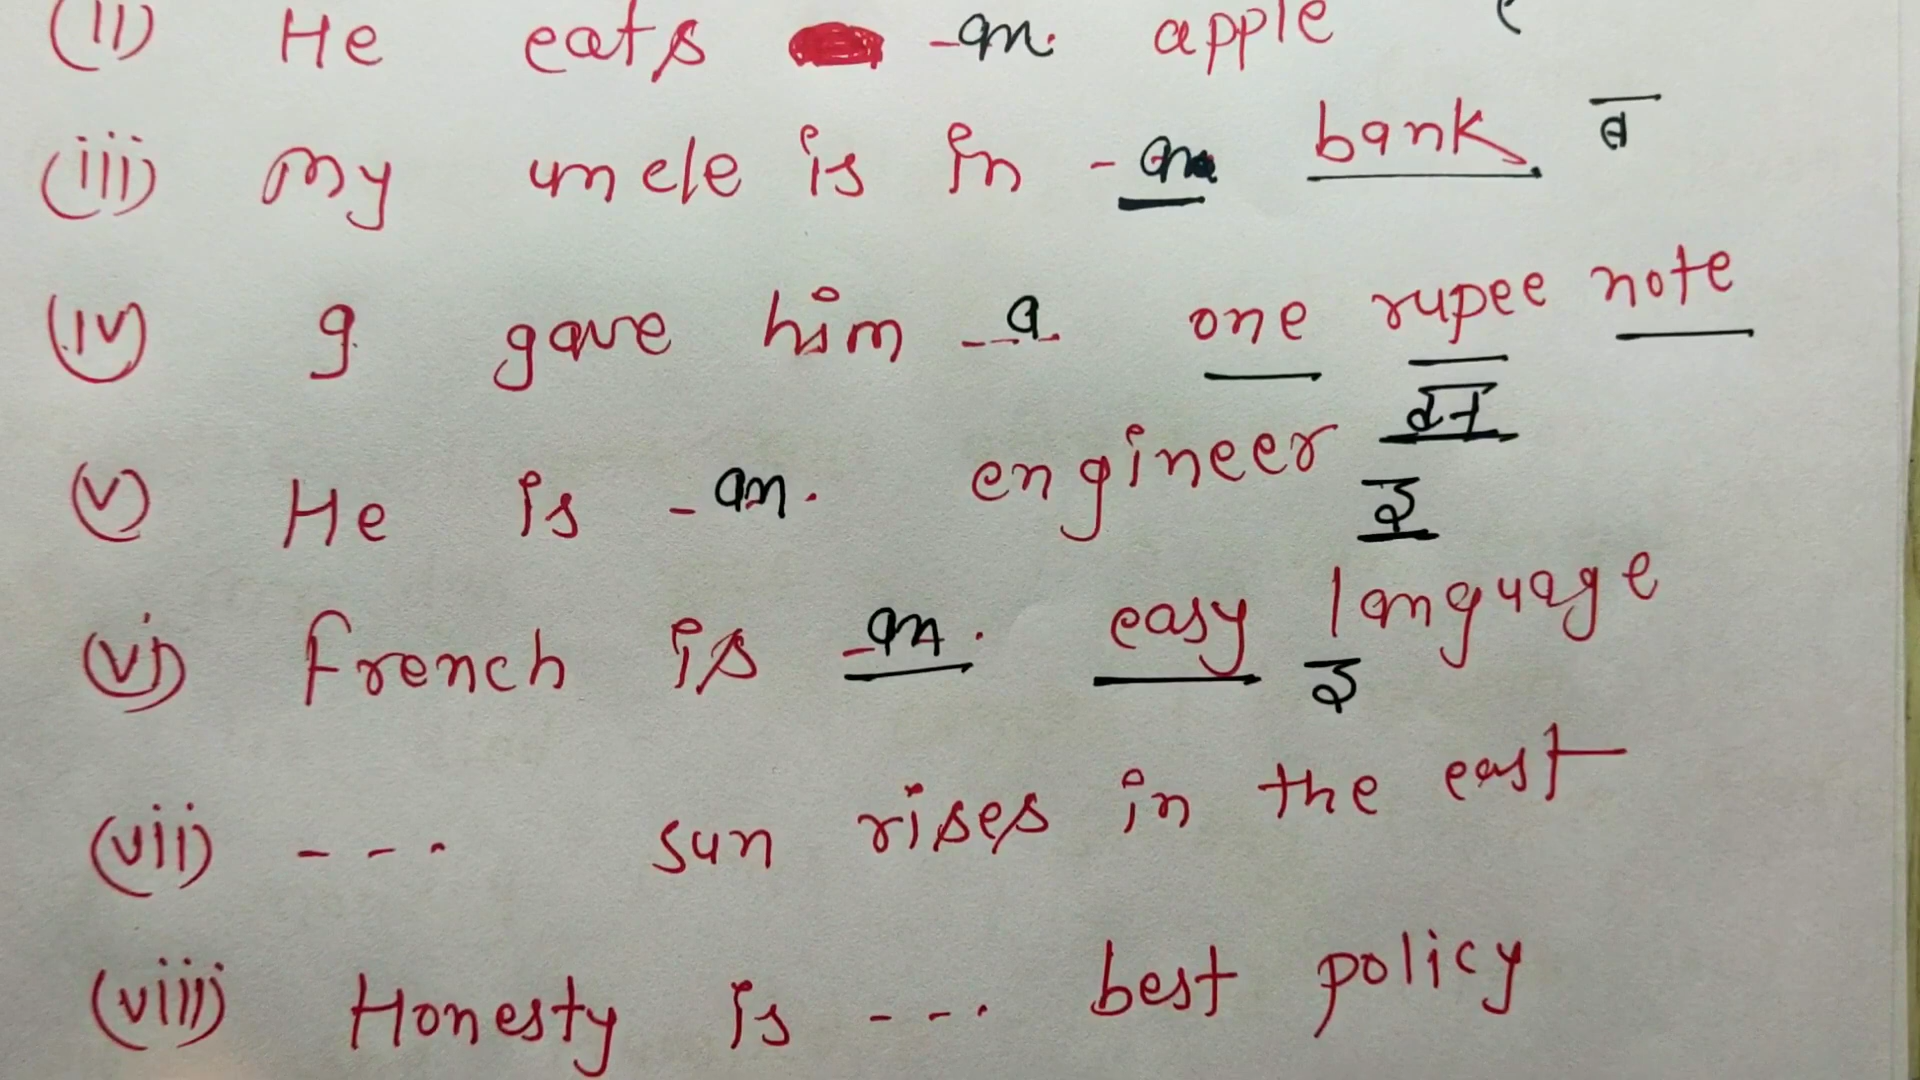 (ii) He eats -an. apple
(iii) My uncle is in - a bank. ब
(iv) I gave him --a-. one rupee note
वन
(v) He is - an. engineer
इ
(vi) French is -an. easy language
इ
(vii) --- sun rises in the east
(viii) Honesty is --- best policy